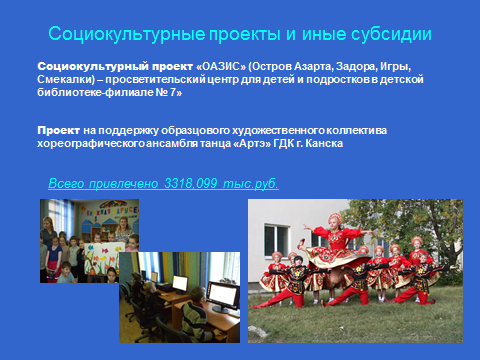 Социокультурные проекты и иные субсидии
Социокультурный проект «ОАЗИС» (Остров Азарта, Задора, Игры,
Смекалки) – просветительский центр для детей и подростков в детской
библиотеке-филиале № 7»
Проект на поддержку образцового художественного коллектива
хореографического ансамбля танца «Артэ» ГДК г. Канска
Всего привлечено 3318,099 тыс.руб.